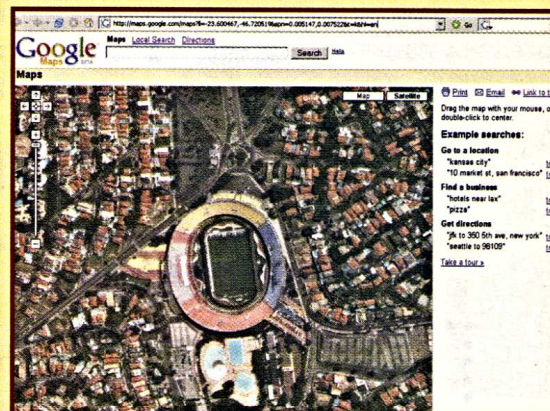 http://maps.google.com/maps?ll=-23.600467,-46.720519&spn=0.005147,0.007522&t=k&hl=en
Go
Google
Maps BETA
Maps Local Search Directions
Search Help
Maps
Map Satellite
Print Email Link to t
Drag the map with your mouse, o
double-click to center.
Example searches:
Go to a location
"kansas city"
"10 market st, san francisco"
Find a business
"hotels near lax"
"pizza"
Get directions
"jfk to 350 5th ave, new york"
"seattle to 98109"
Take a tour »